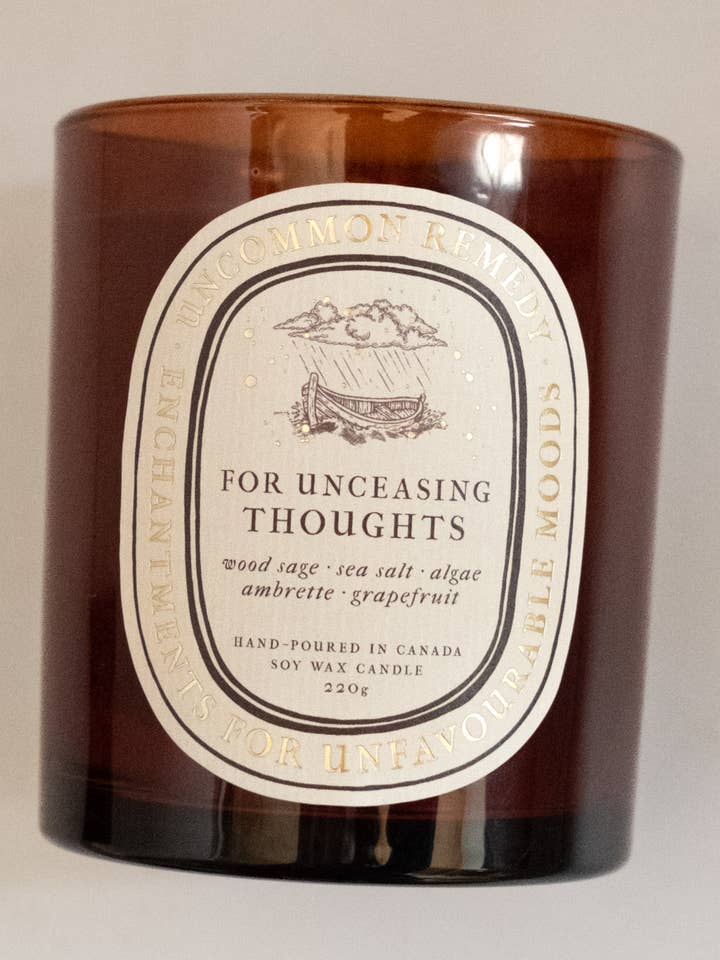 uNCOMMON REMEDY
· ENCHANTMENTS FOR UNFAVOURABLE MOODS ·
FOR UNCEASING
THOUGHTS
wood sage · sea salt · algae
ambrette · grapefruit
HAND-POURED IN CANADA
SOY WAX CANDLE
220g